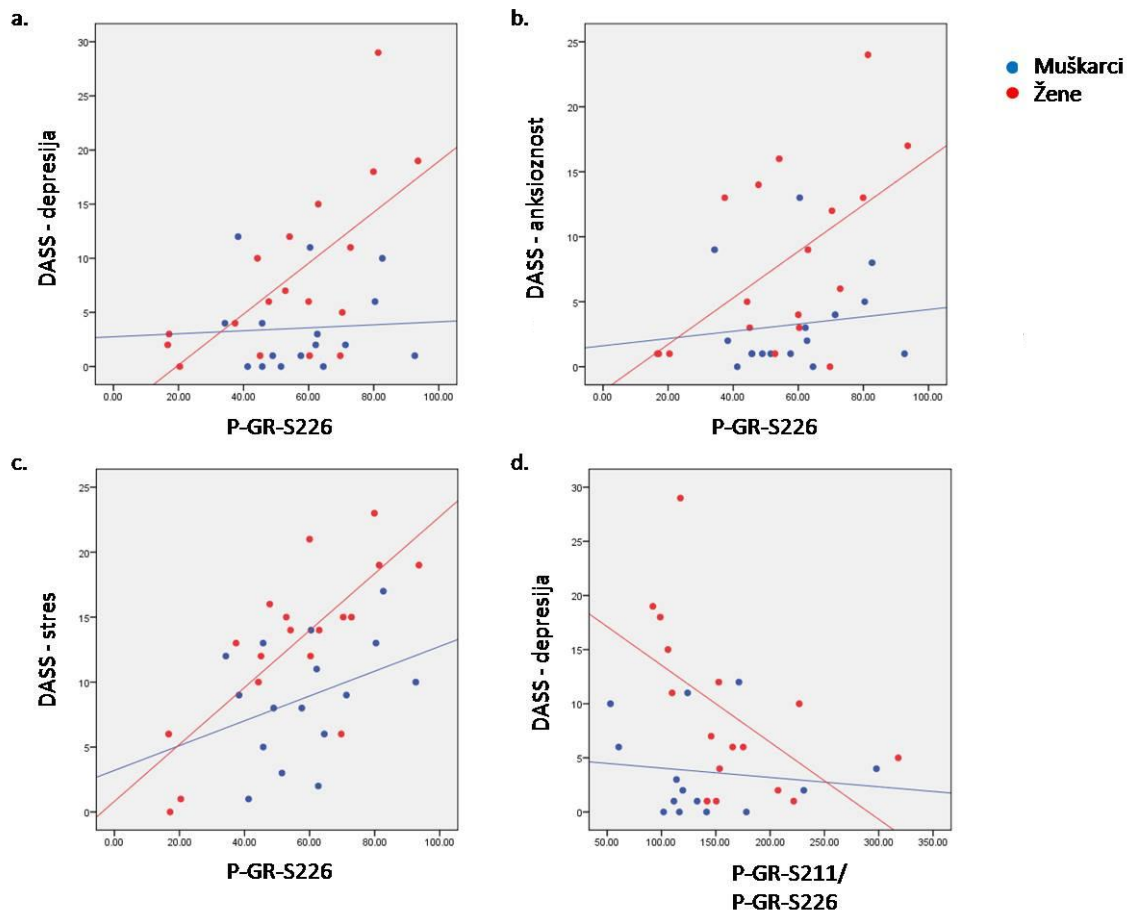 a.
30
25
20
15
10
5
0
DASS - depresija
0.00 20.00 40.00 60.00 80.00 100.00
P-GR-S226
b.
25
20
15
10
5
0
DASS - anksioznost
0.00 20.00 40.00 60.00 80.00 100.00
P-GR-S226
Muškarci
Žene
c.
25
20
15
10
5
0
DASS - stres
0.00 20.00 40.00 60.00 80.00 100.00
P-GR-S226
d.
30
25
20
15
10
5
0
DASS - depresija
50.00 100.00 150.00 200.00 250.00 300.00 350.00
P-GR-S211/
P-GR-S226